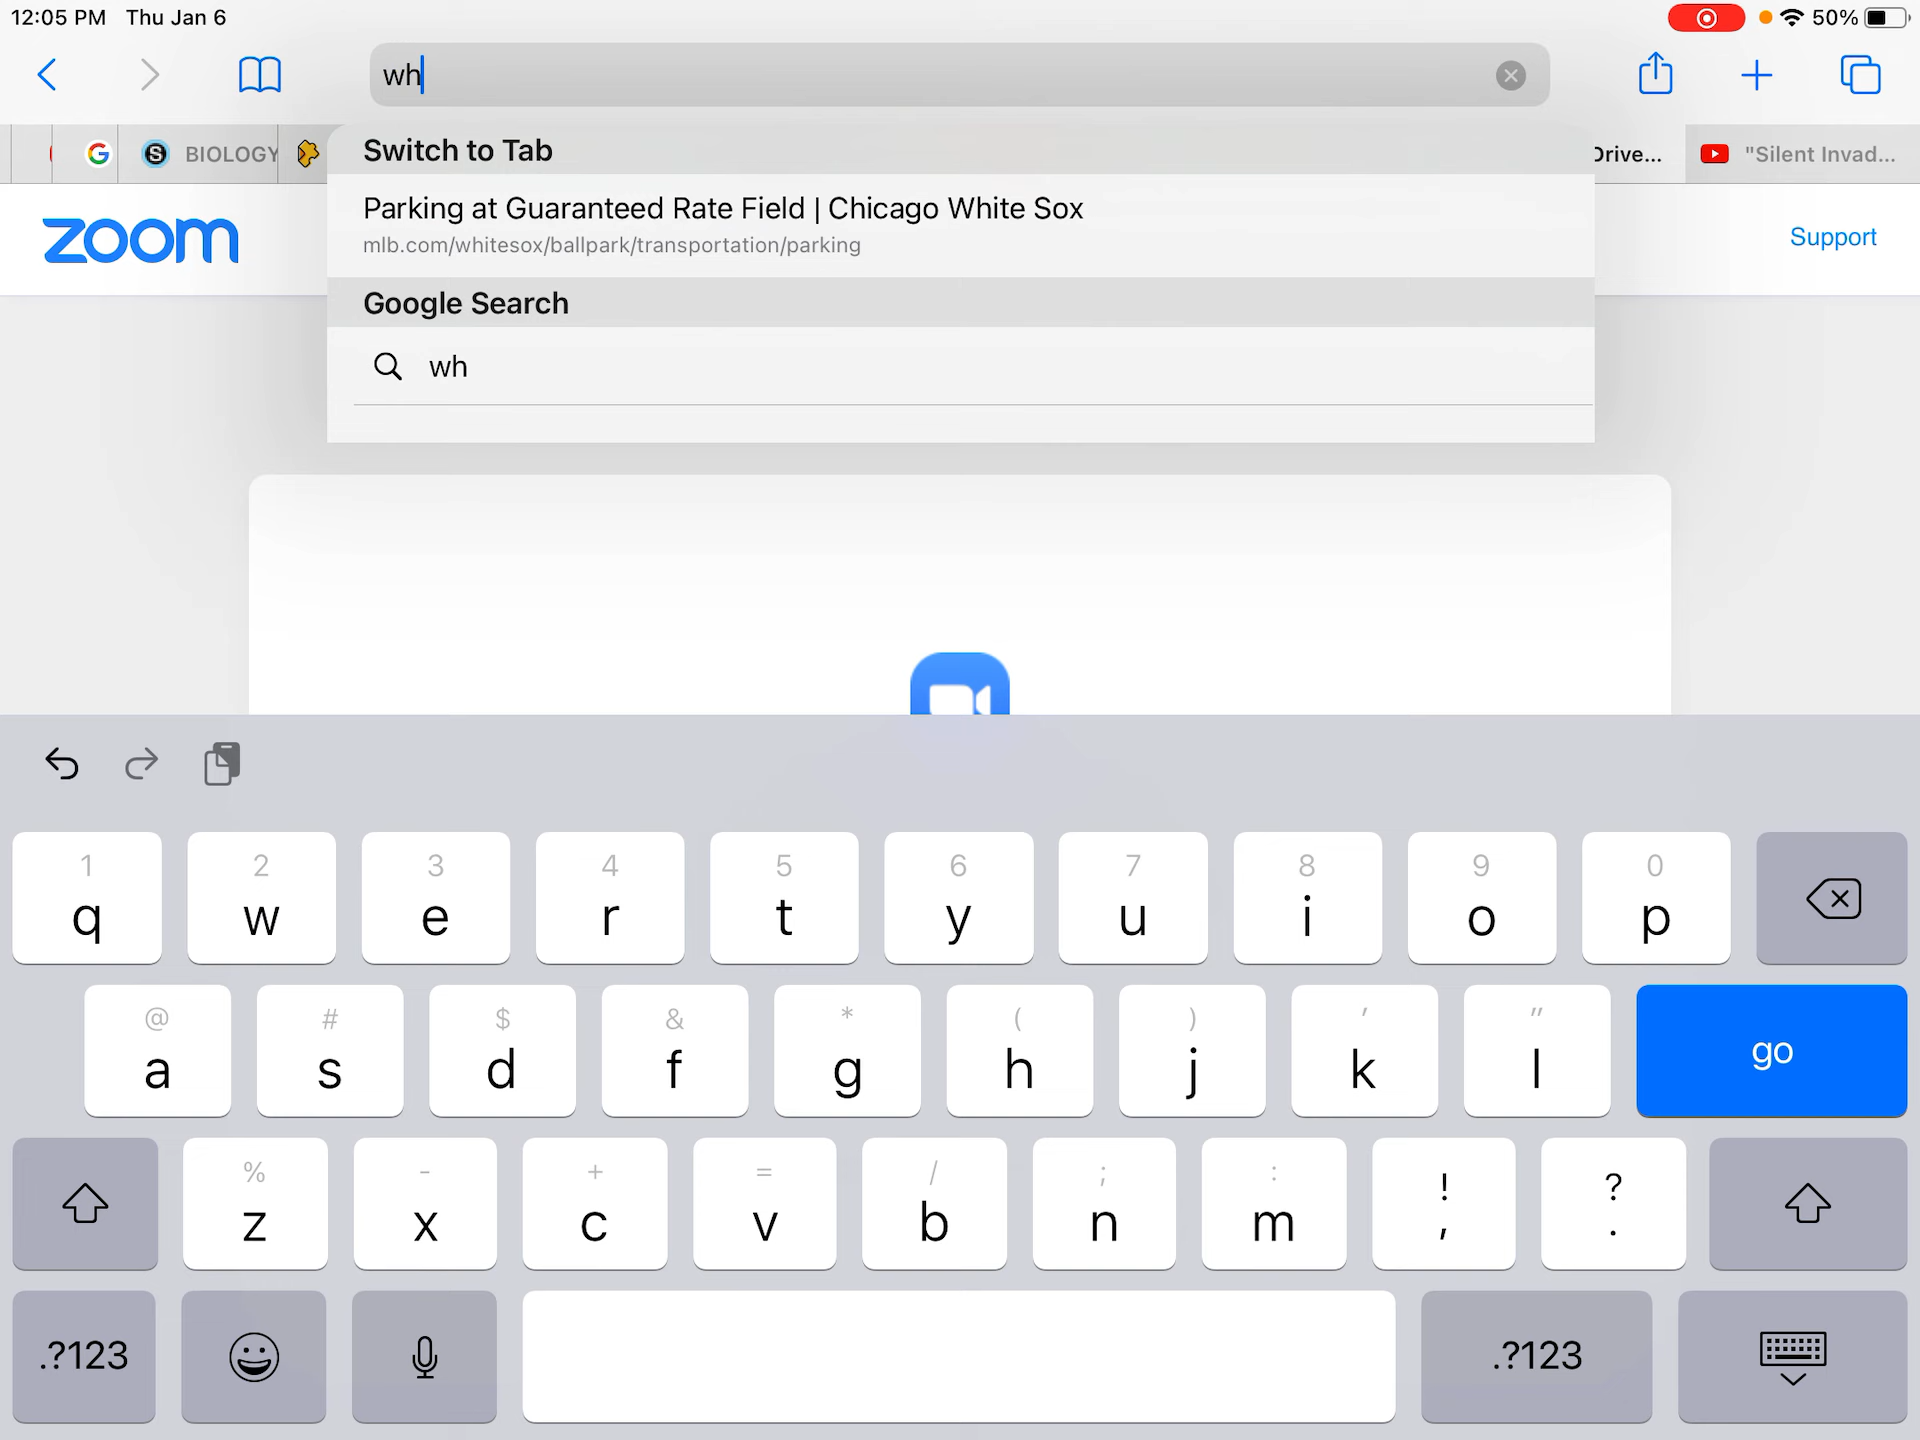 12:05 PM Thu Jan 6
50%
wh
Switch to Tab
BIOLOGY
Drive...
"Silent Invad...
Parking at Guaranteed Rate Field | Chicago White Sox
mlb.com/whitesox/ballpark/transportation/parking
zoom
Support
Google Search
wh
1 2 3 4 5 6 7 8 9 0
q w e r t y u i o p
@ # $ & * ( ) ' "
a s d f g h j k l
go
% - + = / ; : ! ?
z x c v b n m , .
.?123
.?123